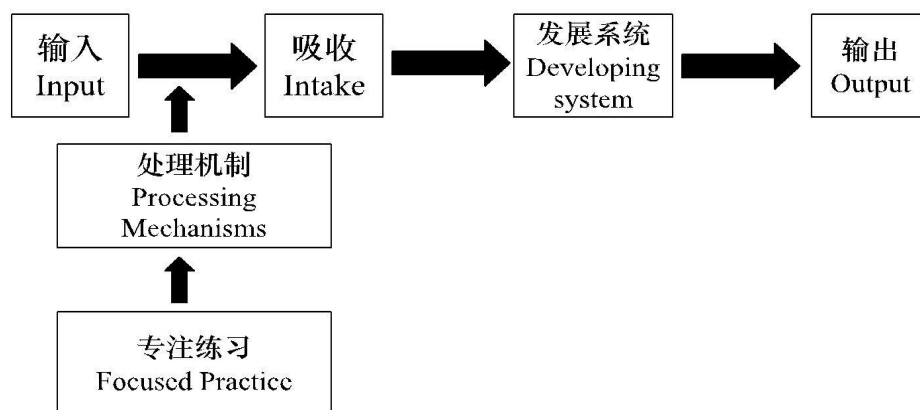 输入
Input
吸收
Intake
发展系统
Developing
system
输出
Output
处理机制
Processing
Mechanisms
专注练习
Focused Practice